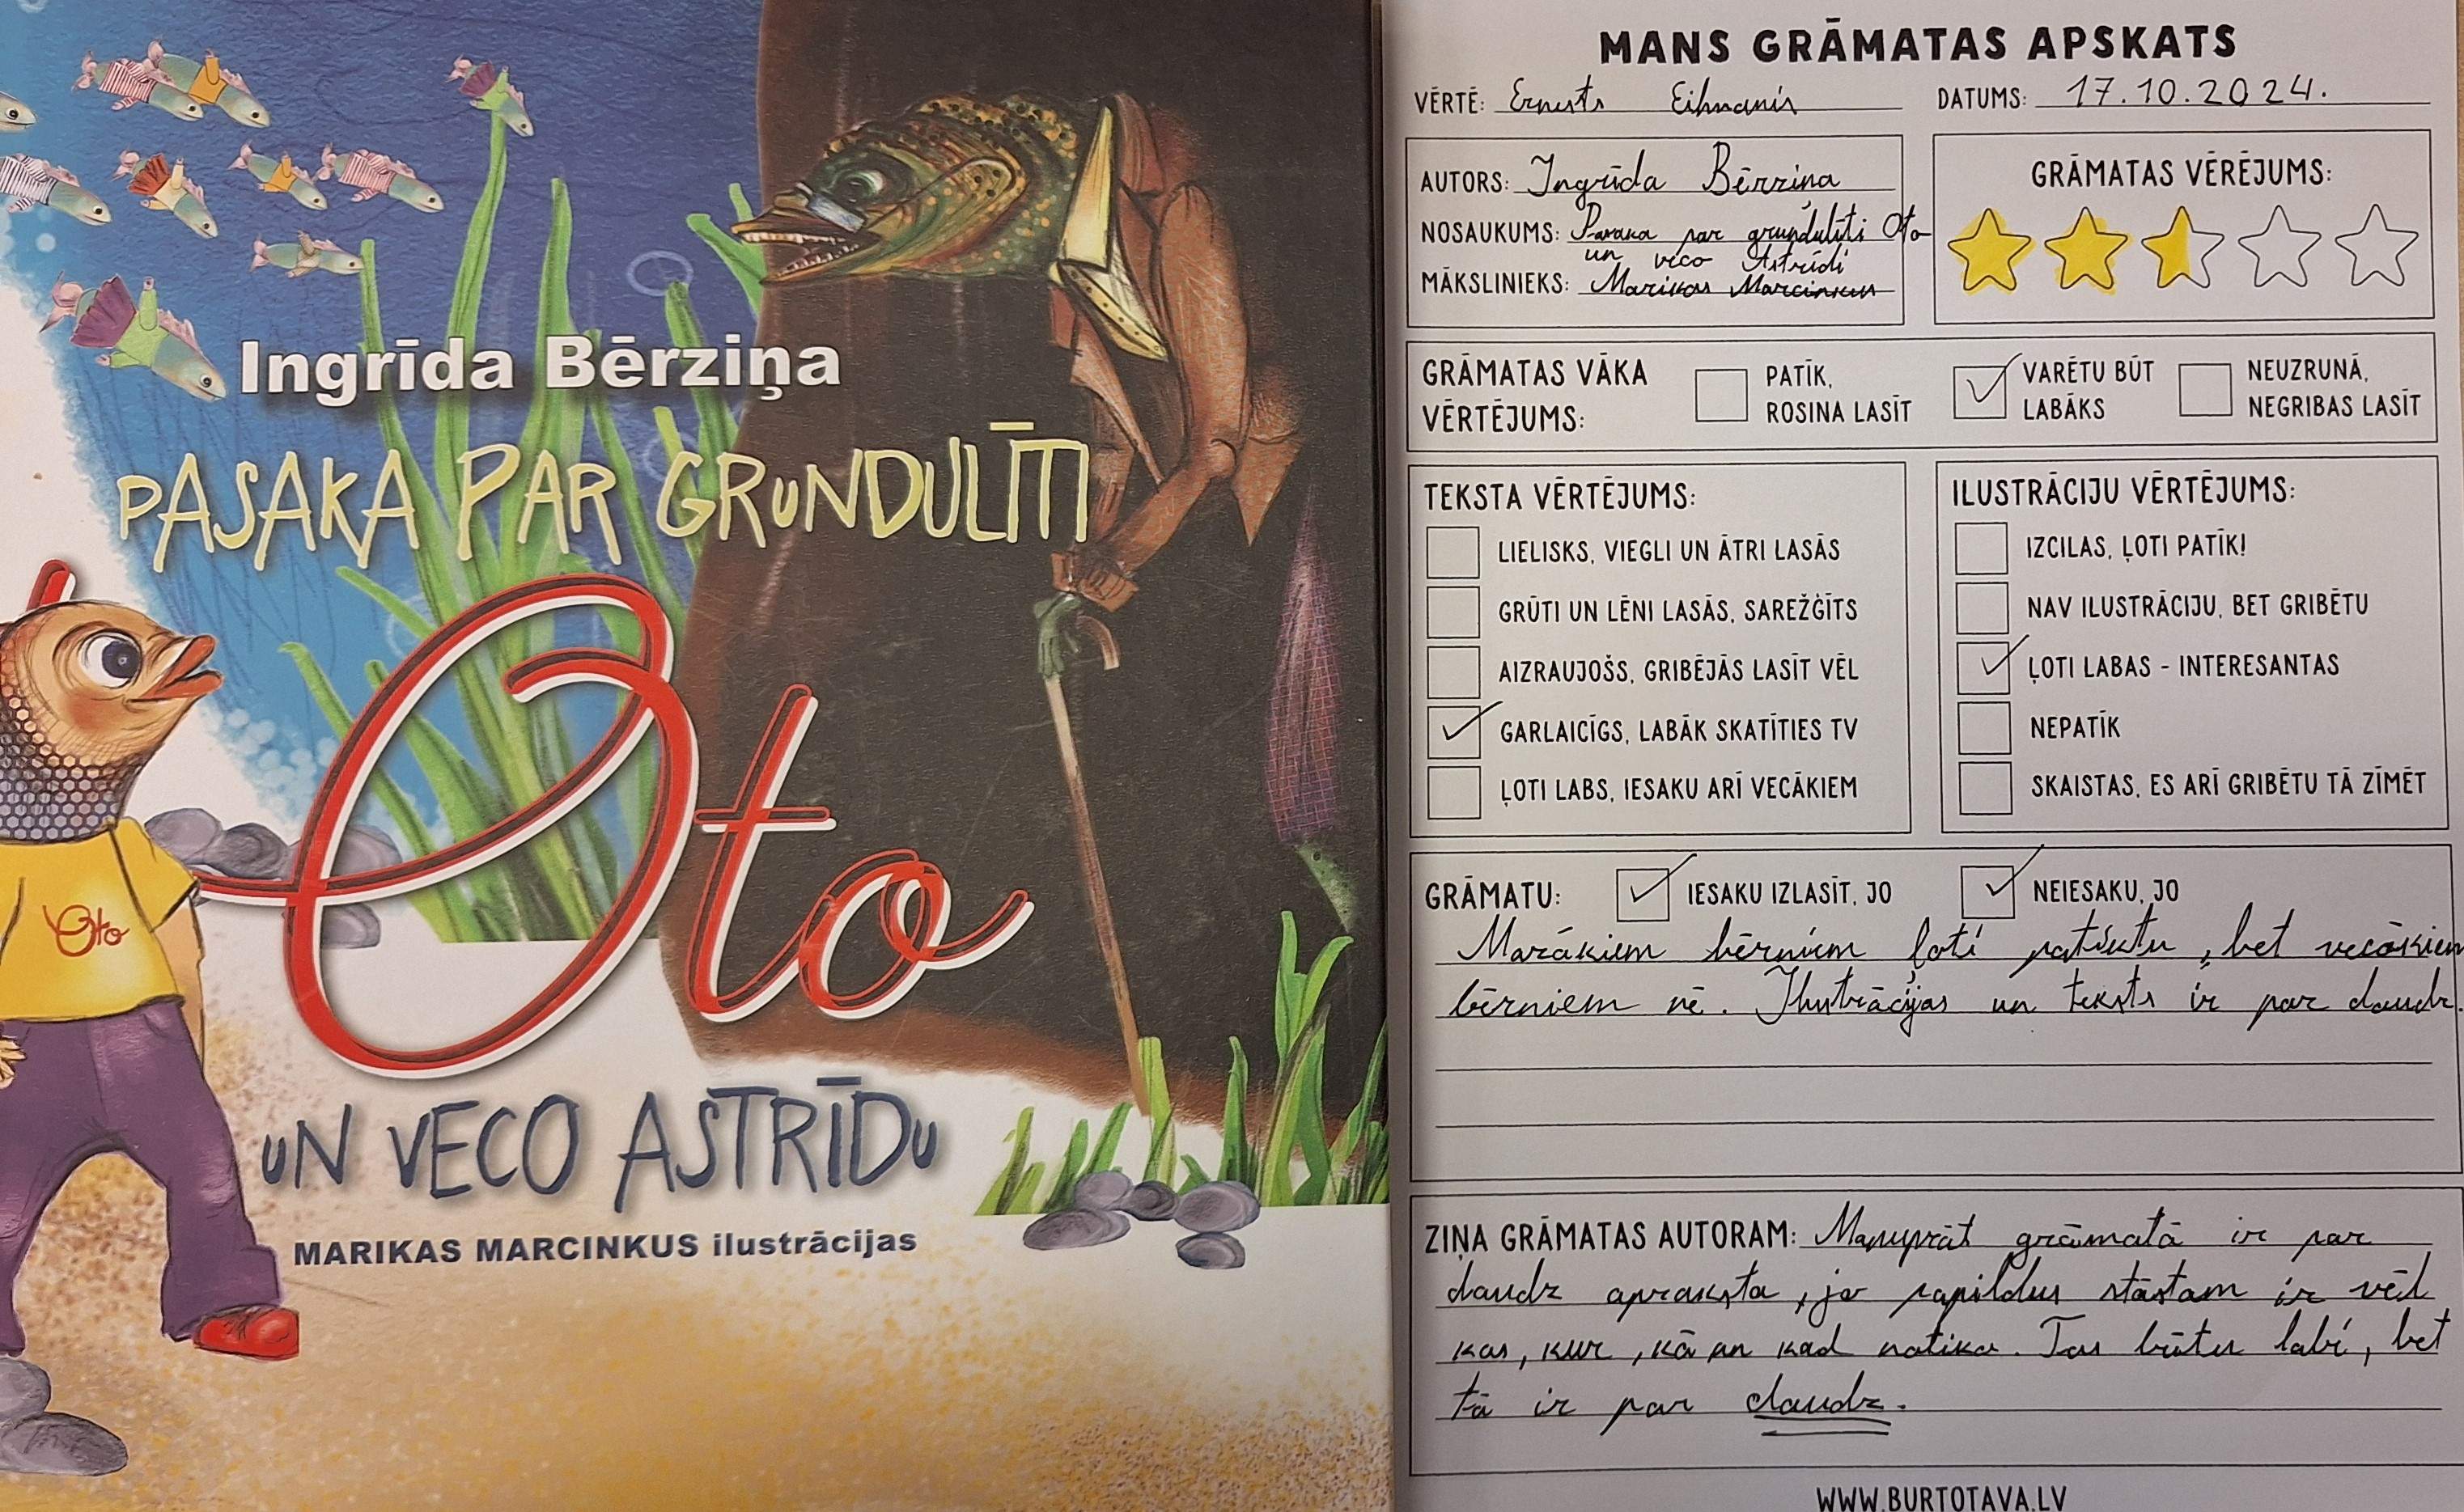 Ingrīda Bērziņa
PASAKA PAR GRUNDULĪTI
Oto
Oto
UN VECO ASTRĪDU
MARIKAS MARCINKUS ilustrācijas
MANS GRĀMATAS APSKATS
VĒRTĒ: Ernests Eihmanis
DATUMS: 17.10.2024.
AUTORS: Ingrīda Bērziņa
NOSAUKUMS: Pasaka par grunduļīti Oto
un veco Astrīdi
MĀKSLINIEKS: Marikas Marcinkus
GRĀMATAS VĒRĒJUMS:
GRĀMATAS VĀKA
VĒRTĒJUMS:
PATĪK,
ROSINA LASĪT
VARĒTU BŪT
LABĀKS
NEUZRUNĀ,
NEGRIBAS LASĪT
TEKSTA VĒRTĒJUMS:
LIELISKS, VIEGLI UN ĀTRI LASĀS
GRŪTI UN LĒNI LASĀS, SAREŽĢĪTS
AIZRAUJOŠS, GRIBĒJĀS LASĪT VĒL
GARLAICĪGS, LABĀK SKATĪTIES TV
ĻOTI LABS, IESAKU ARĪ VECĀKIEM
ILUSTRĀCIJU VĒRTĒJUMS:
IZCILAS, ĻOTI PATĪK!
NAV ILUSTRĀCIJU, BET GRIBĒTU
ĻOTI LABAS - INTERESANTAS
NEPATĪK
SKAISTAS, ES ARĪ GRIBĒTU TĀ ZĪMĒT
GRĀMATU: IESAKU IZLASĪT, JO NEIESAKU, JO
Mazākiem bērniem ļoti patiktu, bet vecākiem
bērniem nē. Ilustrācijas un teksts ir par daudz.
ZIŅA GRĀMATAS AUTORAM: Manuprāt grāmatā ir par
daudz apraksta, jo papildus stāstam ir vēl
kas, kur, kā un kad notika. Tas būtu labi, bet
tā ir par daudz.
WWW.BURTOTAVA.LV